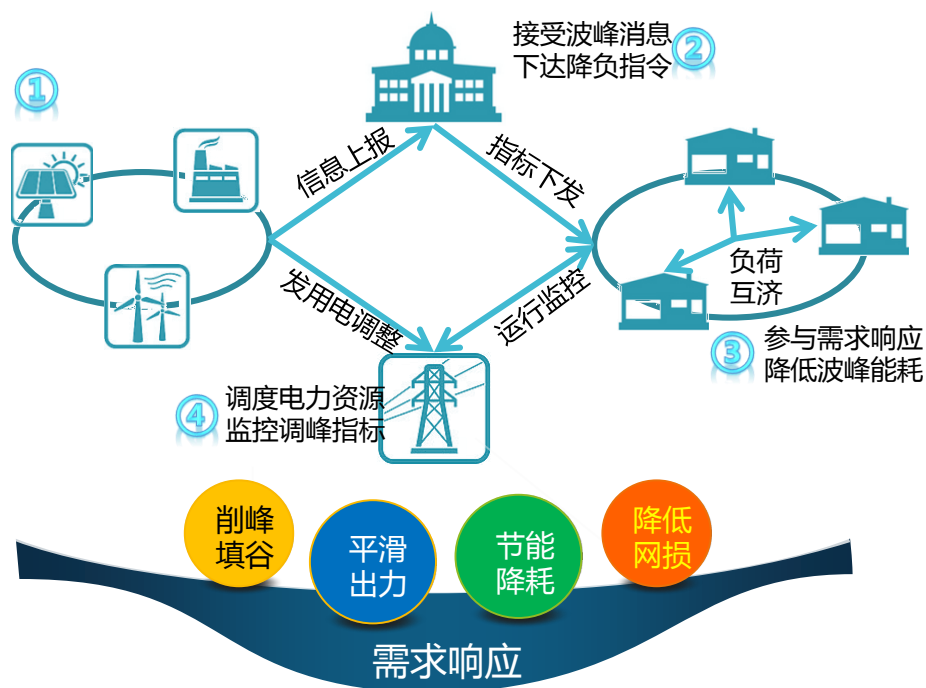 ①
接受波峰消息
下达降负指令
②
信息上报
指标下发
发用电调整
运行监控
负荷
互济
③
参与需求响应
降低波峰能耗
④
调度电力资源
监控调峰指标
削峰
填谷
平滑
出力
节能
降耗
降低
网损
需求响应